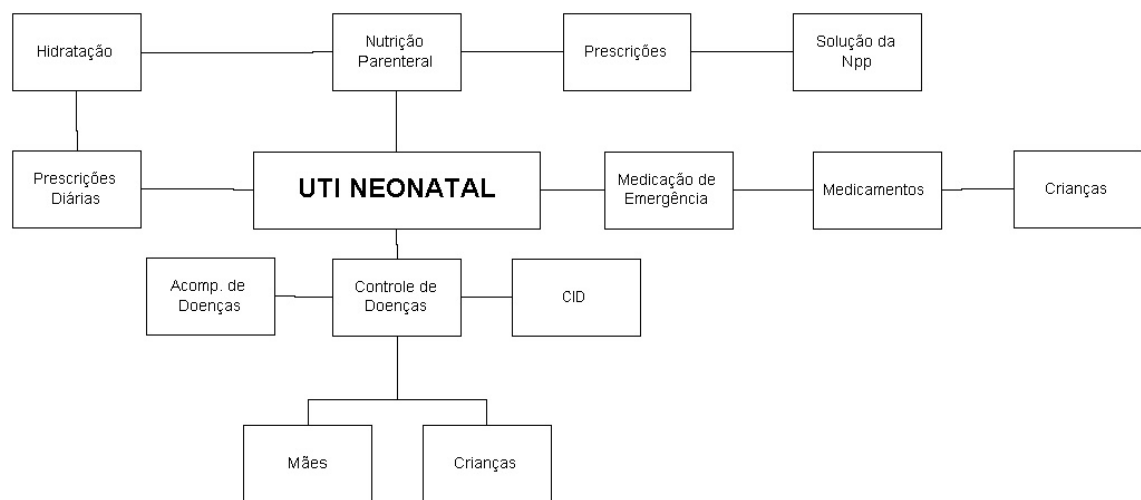 Hidratação
Nutrição
Parenteral
Prescrições
Solução da
Npp
Prescrições
Diárias
UTI NEONATAL
Medicação de
Emergência
Medicamentos
Crianças
Acomp. de
Doenças
Controle de
Doenças
CID
Mães
Crianças